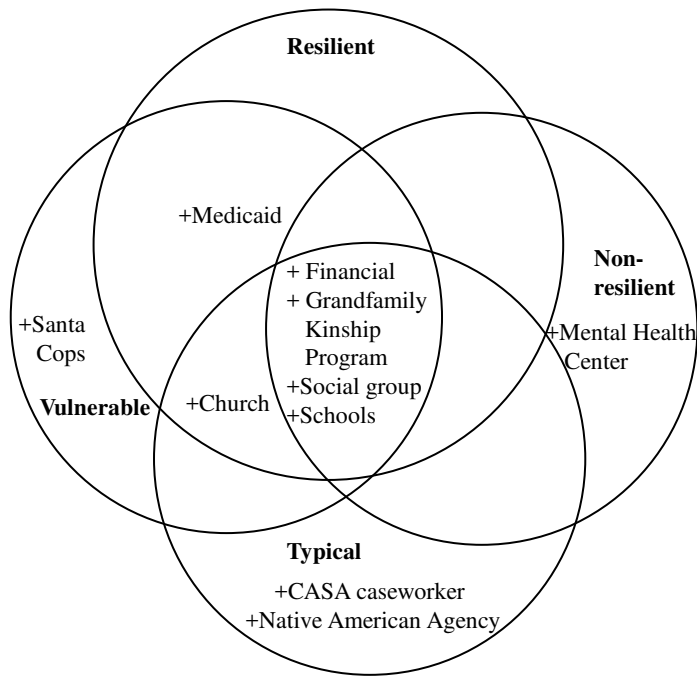 Resilient
+Medicaid
+ Financial
+ Grandfamily
Kinship
Program
+Social group
+Schools
Non-
resilient
+Mental Health
Center
+Santa
Cops
Vulnerable
+Church
Typical
+CASA caseworker
+Native American Agency